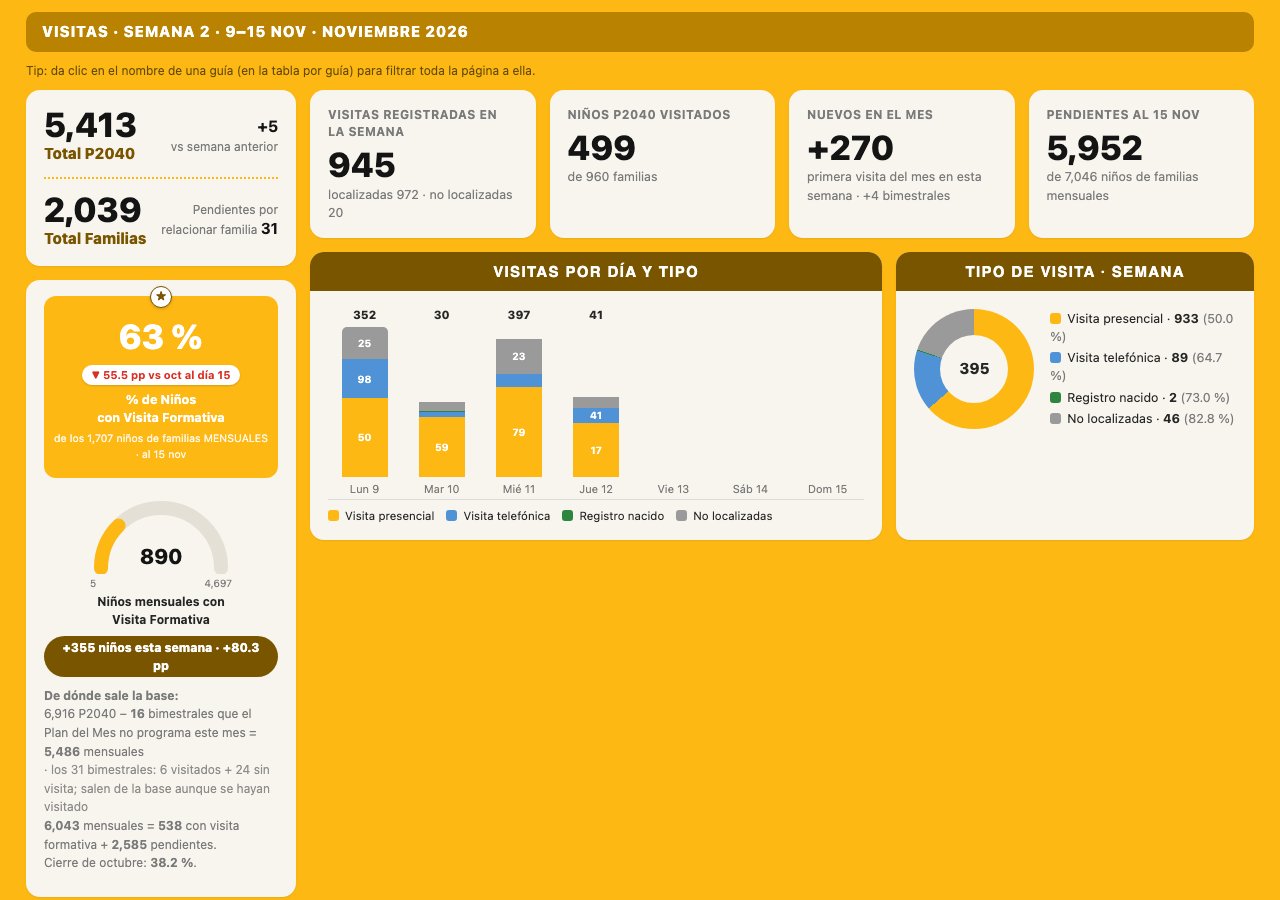 VISITAS · SEMANA 2 · 9–15 NOV · NOVIEMBRE 2026
Tip: da clic en el nombre de una guía (en la tabla por guía) para filtrar toda la página a ella.
5,413
Total P2040
+5
vs semana anterior
2,039
Total Familias
Pendientes por
relacionar familia 31
VISITAS REGISTRADAS EN
LA SEMANA
945
localizadas 972 · no localizadas
20
NIÑOS P2040 VISITADOS
499
de 960 familias
NUEVOS EN EL MES
+270
primera visita del mes en esta
semana · +4 bimestrales
PENDIENTES AL 15 NOV
5,952
de 7,046 niños de familias
mensuales
63 %
▼ 55.5 pp vs oct al día 15
% de Niños
con Visita Formativa
de los 1,707 niños de familias MENSUALES
· al 15 nov
890
5
4,697
Niños mensuales con
Visita Formativa
+355 niños esta semana · +80.3
pp
De dónde sale la base:
6,916 P2040 – 16 bimestrales que el
Plan del Mes no programa este mes =
5,486 mensuales
· los 31 bimestrales: 6 visitados + 24 sin
visita; salen de la base aunque se hayan
visitado
6,043 mensuales = 538 con visita
formativa + 2,585 pendientes.
Cierre de octubre: 38.2 %.
VISITAS POR DÍA Y TIPO
352
30
397
41
25
98
50
59
23
79
41
17
Lun 9
Mar 10
Mié 11
Jue 12
Vie 13
Sáb 14
Dom 15
Visita presencial
Visita telefónica
Registro nacido
No localizadas
TIPO DE VISITA · SEMANA
395
Visita presencial · 933 (50.0
%)
Visita telefónica · 89 (64.7
%)
Registro nacido · 2 (73.0 %)
No localizadas · 46 (82.8 %)